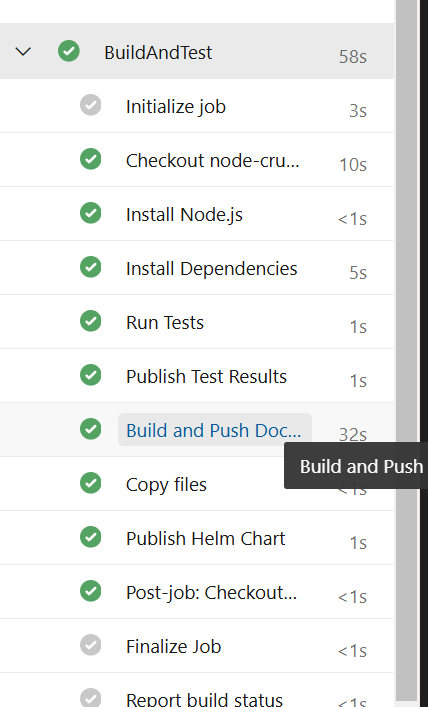 BuildAndTest 58s
Initialize job 3s
Checkout node-cru... 10s
Install Node.js <1s
Install Dependencies 5s
Run Tests 1s
Publish Test Results 1s
Build and Push Doc... 32s
Build and Push
Copy files <1s
Publish Helm Chart 1s
Post-job: Checkout... <1s
Finalize Job <1s
Report build status <1s